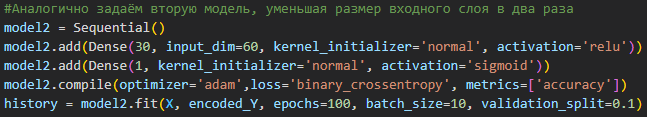 #Аналогично задаём вторую модель, уменьшая размер входного слоя в два раза
model2 = Sequential()
model2.add(Dense(30, input_dim=60, kernel_initializer='normal', activation='relu'))
model2.add(Dense(1, kernel_initializer='normal', activation='sigmoid'))
model2.compile(optimizer='adam',loss='binary_crossentropy', metrics=['accuracy'])
history = model2.fit(X, encoded_Y, epochs=100, batch_size=10, validation_split=0.1)